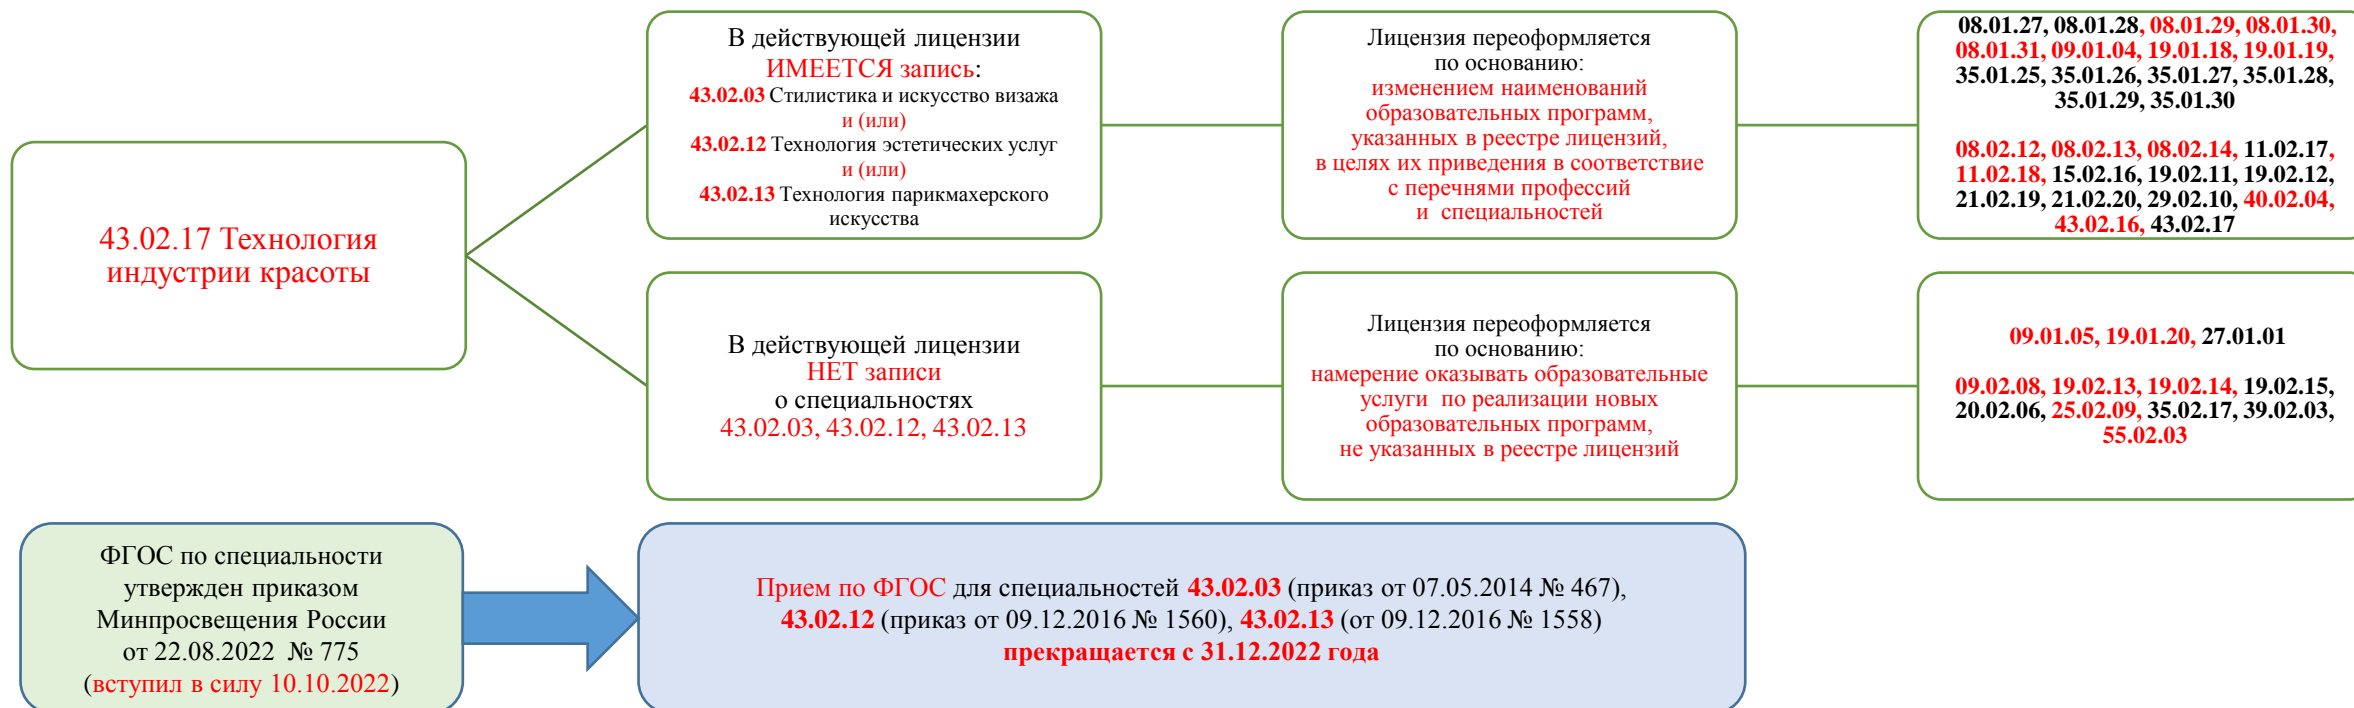 43.02.17 Технология
индустрии красоты
В действующей лицензии
ИМЕЕТСЯ запись:
43.02.03 Стилистика и искусство визажа
и (или)
43.02.12 Технология эстетических услуг
и (или)
43.02.13 Технология парикмахерского
искусства
Лицензия переоформляется
по основанию:
изменением наименований
образовательных программ,
указанных в реестре лицензий,
в целях их приведения в соответствие
с перечнями профессий
и специальностей
08.01.27, 08.01.28, 08.01.29, 08.01.30,
08.01.31, 09.01.04, 19.01.18, 19.01.19,
35.01.25, 35.01.26, 35.01.27, 35.01.28,
35.01.29, 35.01.30
08.02.12, 08.02.13, 08.02.14, 11.02.17,
11.02.18, 15.02.16, 19.02.11, 19.02.12,
21.02.19, 21.02.20, 29.02.10, 40.02.04,
43.02.16, 43.02.17
В действующей лицензии
НЕТ записи
о специальностях
43.02.03, 43.02.12, 43.02.13
Лицензия переоформляется
по основанию:
намерение оказывать образовательные
услуги по реализации новых
образовательных программ,
не указанных в реестре лицензий
09.01.05, 19.01.20, 27.01.01
09.02.08, 19.02.13, 19.02.14, 19.02.15,
20.02.06, 25.02.09, 35.02.17, 39.02.03,
55.02.03
ФГОС по специальности
утвержден приказом
Минпросвещения России
от 22.08.2022 № 775
(вступил в силу 10.10.2022)
Прием по ФГОС для специальностей 43.02.03 (приказ от 07.05.2014 № 467),
43.02.12 (приказ от 09.12.2016 № 1560), 43.02.13 (от 09.12.2016 № 1558)
прекращается с 31.12.2022 года